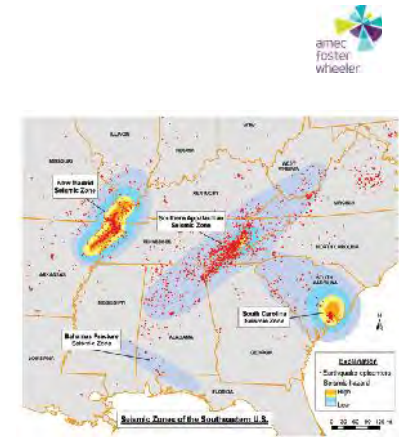 amec
foster
wheeler
ILLINOIS
MISSOURI
WEST
VIRGINIA
New Madrid
Seismic Zone
KENTUCKY
VIRGINIA
Southern Appalachian
Seismic Zone
TENNESSEE
NORTH CAROLINA
ARKANSAS
SOUTH
CAROLINA
MISSISSIPPI
South Carolina
Seismic Zone
N
Bahamas Fracture
Seismic Zone
ALABAMA
GEORGIA
LOUISIANA
Explanation
Earthquake epicenters
Seismic hazard
High
Low
FLORIDA
Seismic Zones of the Southeastern U.S.